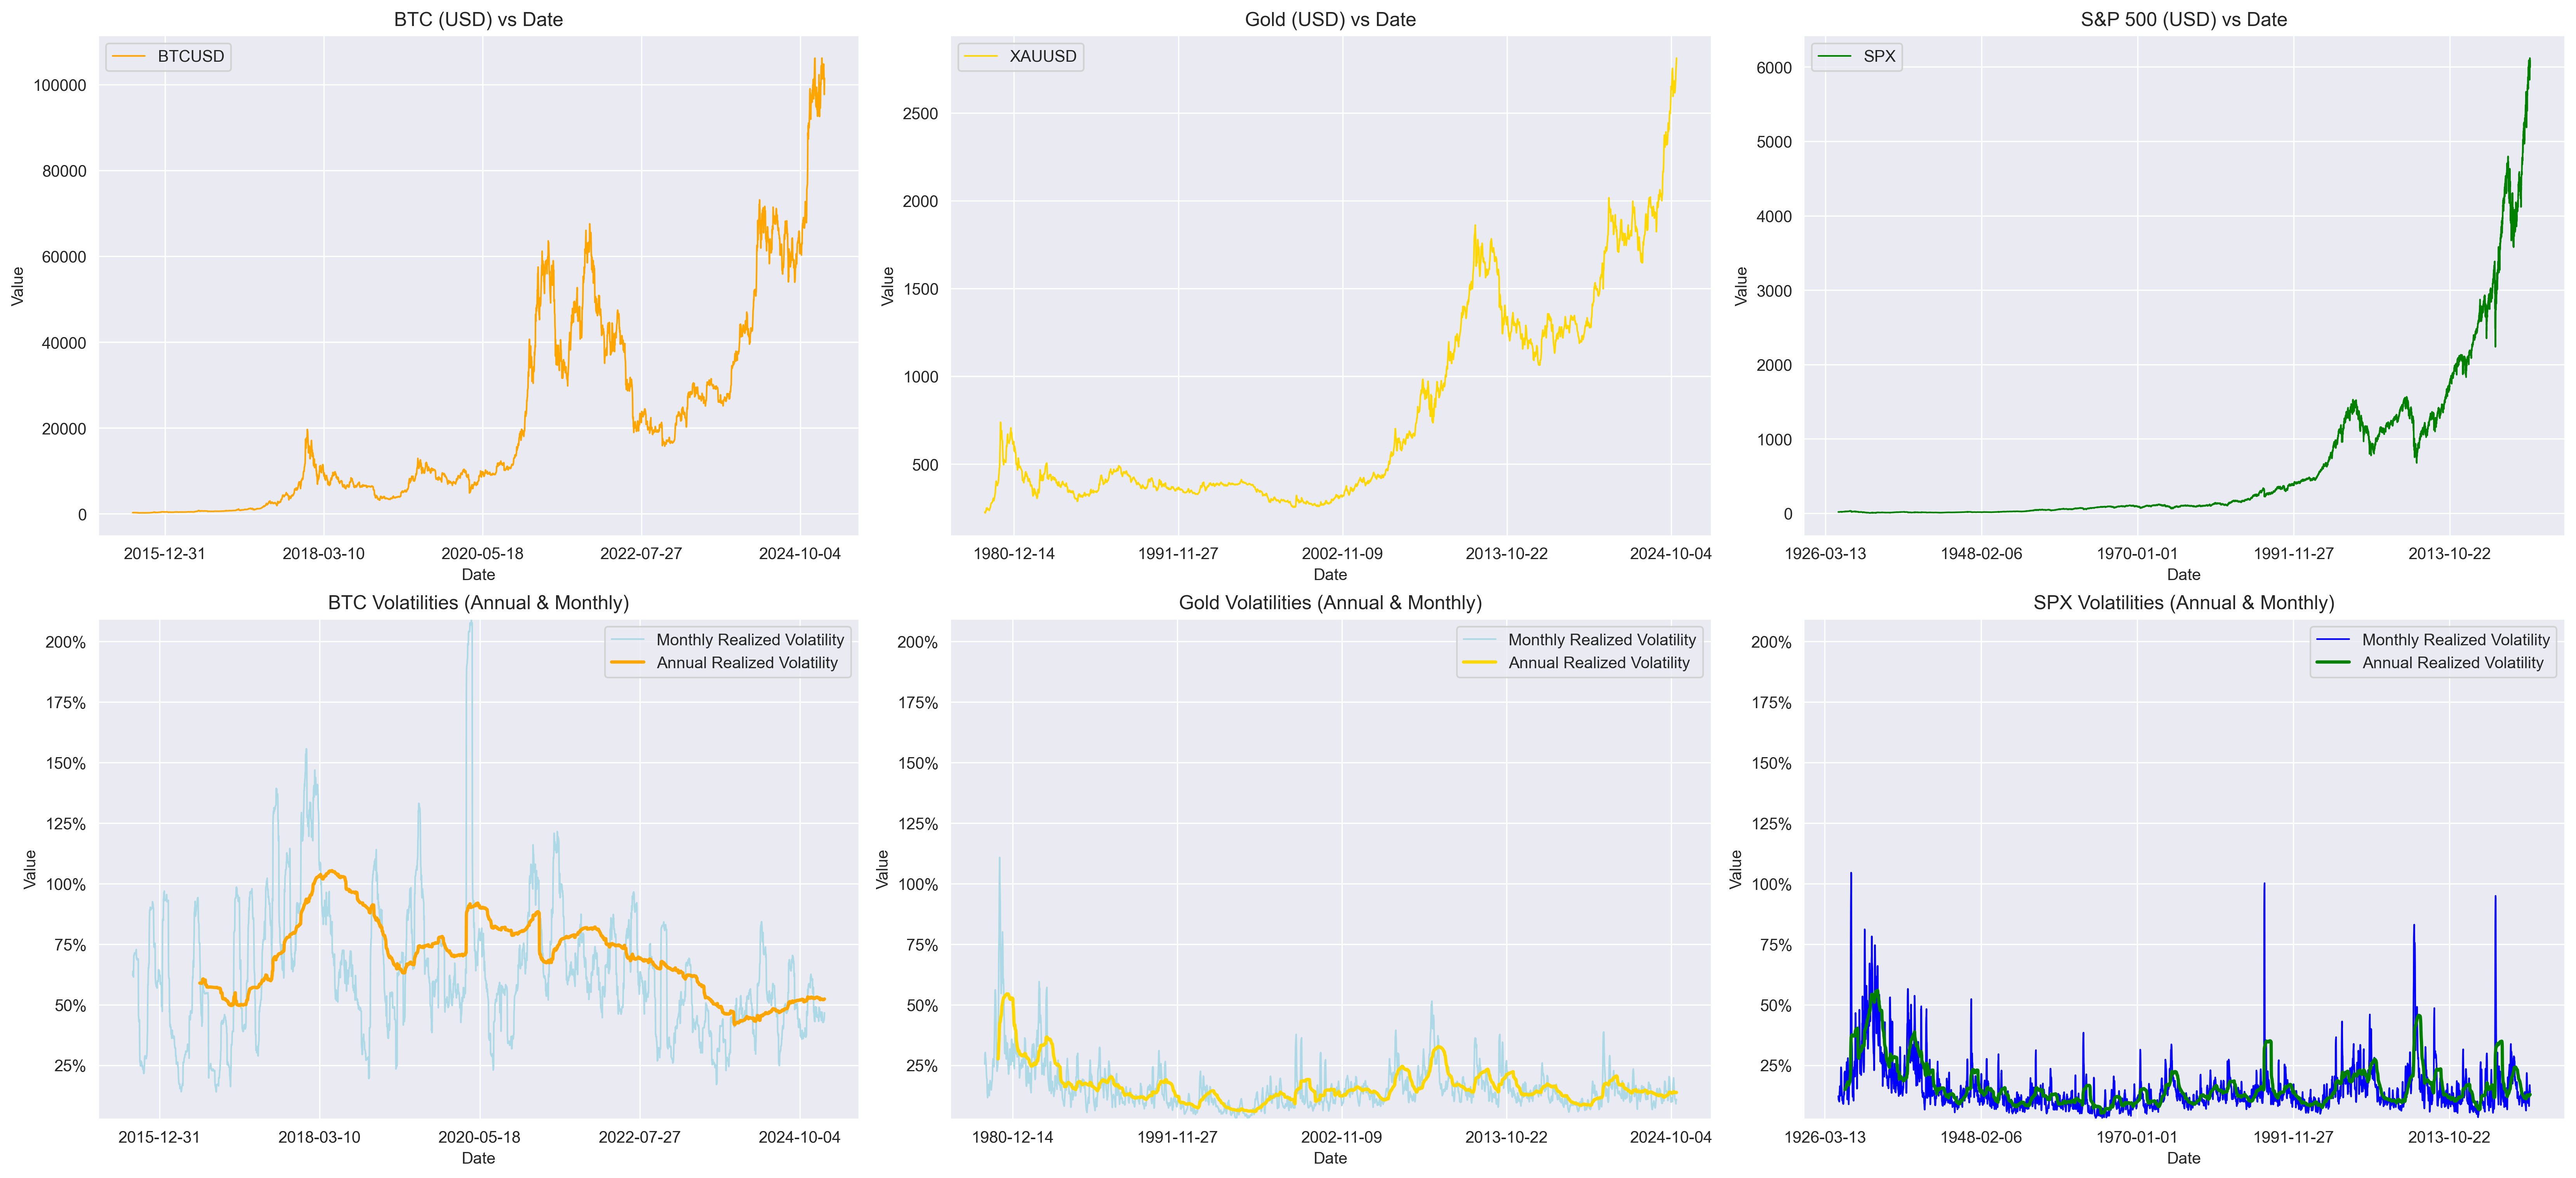 BTC (USD) vs Date
BTCUSD
100000
80000
60000
40000
20000
0
Value
2015-12-31 2018-03-10 2020-05-18 2022-07-27 2024-10-04
Date
Gold (USD) vs Date
XAUUSD
2500
2000
1500
1000
500
Value
1980-12-14 1991-11-27 2002-11-09 2013-10-22 2024-10-04
Date
S&P 500 (USD) vs Date
SPX
6000
5000
4000
3000
2000
1000
0
Value
1926-03-13 1948-02-06 1970-01-01 1991-11-27 2013-10-22
Date
BTC Volatilities (Annual & Monthly)
Monthly Realized Volatility
Annual Realized Volatility
200%
175%
150%
125%
100%
75%
50%
25%
Value
2015-12-31 2018-03-10 2020-05-18 2022-07-27 2024-10-04
Date
Gold Volatilities (Annual & Monthly)
Monthly Realized Volatility
Annual Realized Volatility
200%
175%
150%
125%
100%
75%
50%
25%
Value
1980-12-14 1991-11-27 2002-11-09 2013-10-22 2024-10-04
Date
SPX Volatilities (Annual & Monthly)
Monthly Realized Volatility
Annual Realized Volatility
200%
175%
150%
125%
100%
75%
50%
25%
Value
1926-03-13 1948-02-06 1970-01-01 1991-11-27 2013-10-22
Date